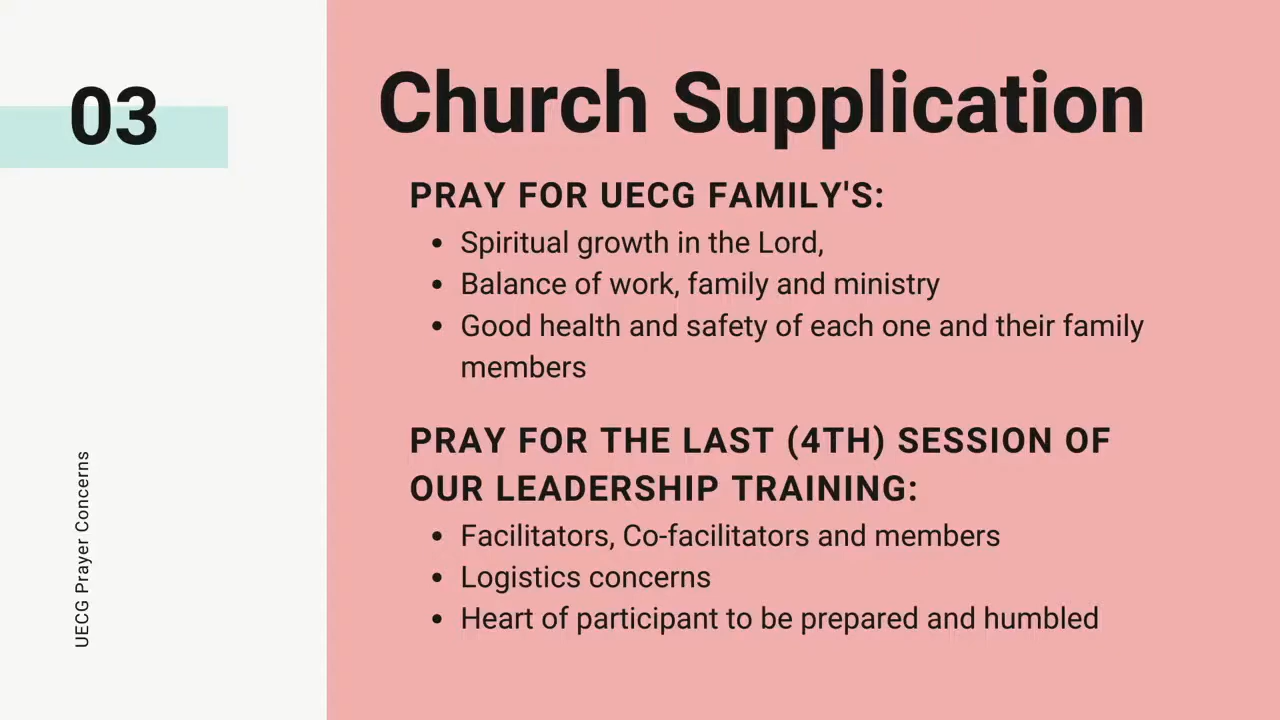 03
Church Supplication
PRAY FOR UECG FAMILY'S:
• Spiritual growth in the Lord,
• Balance of work, family and ministry
• Good health and safety of each one and their family
members
PRAY FOR THE LAST (4TH) SESSION OF
OUR LEADERSHIP TRAINING:
• Facilitators, Co-facilitators and members
• Logistics concerns
• Heart of participant to be prepared and humbled
UECG Prayer Concerns